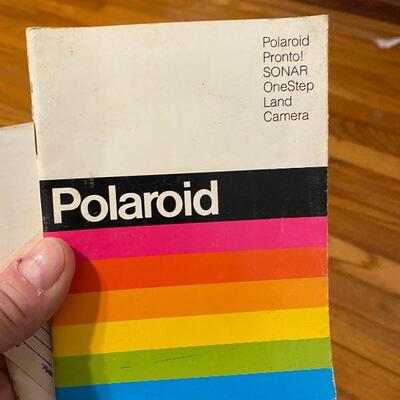 Polaroid
Pronto!
SONAR
OneStep
Land
Camera
Polaroid